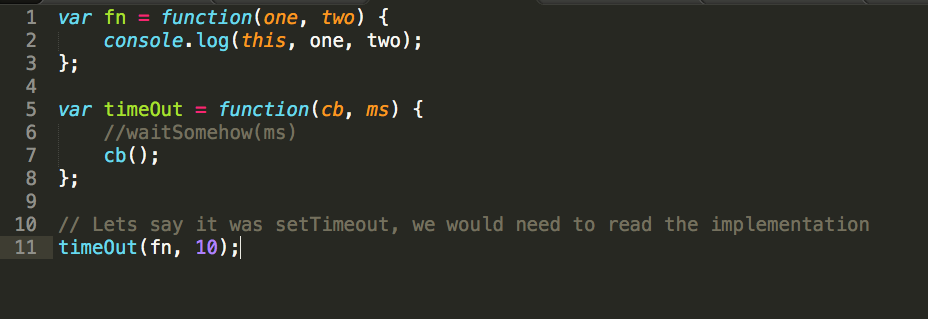 1 var fn = function(one, two) {
2     console.log(this, one, two);
3 };
4
5 var timeOut = function(cb, ms) {
6     //waitSomehow(ms)
7     cb();
8 };
9
10 // Lets say it was setTimeout, we would need to read the implementation
11 timeOut(fn, 10);